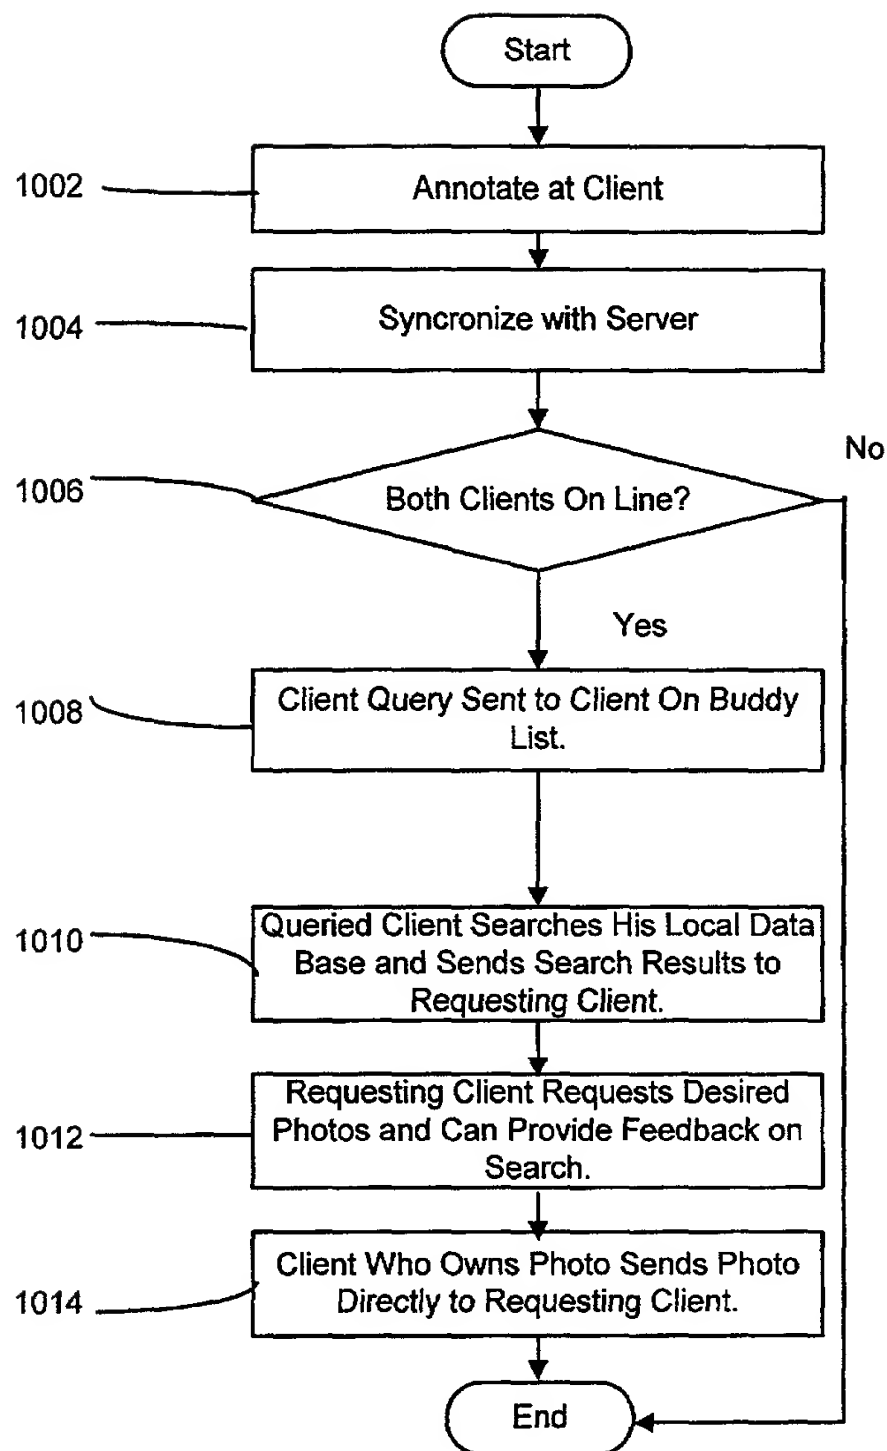 Start
1002
Annotate at Client
1004
Syncronize with Server
No
1006
Both Clients On Line?
Yes
1008
Client Query Sent to Client On Buddy
List.
1010
Queried Client Searches His Local Data
Base and Sends Search Results to
Requesting Client.
1012
Requesting Client Requests Desired
Photos and Can Provide Feedback on
Search.
1014
Client Who Owns Photo Sends Photo
Directly to Requesting Client.
End